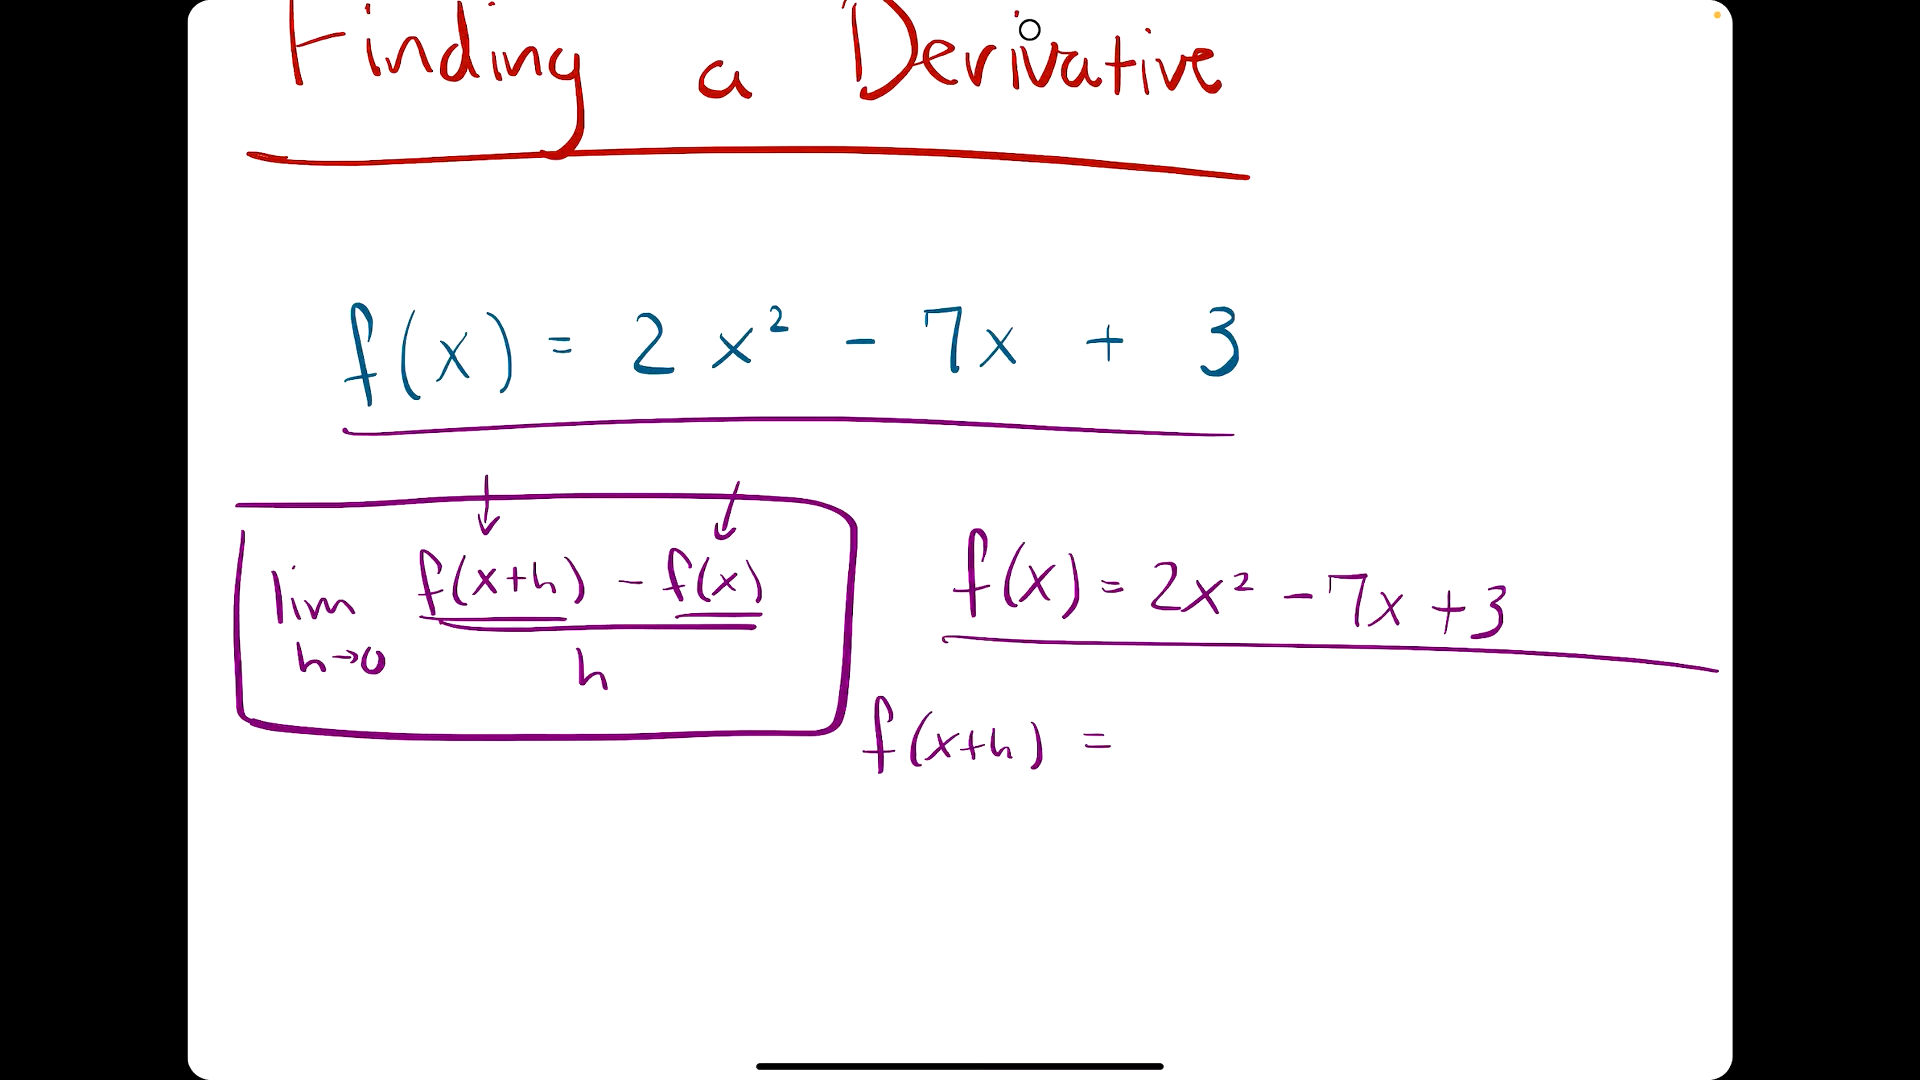 Finding a Derivative
f(x) = 2x² - 7x + 3
lim h→0 f(x+h) - f(x) / h
f(x) = 2x² - 7x + 3
f(x+h) =